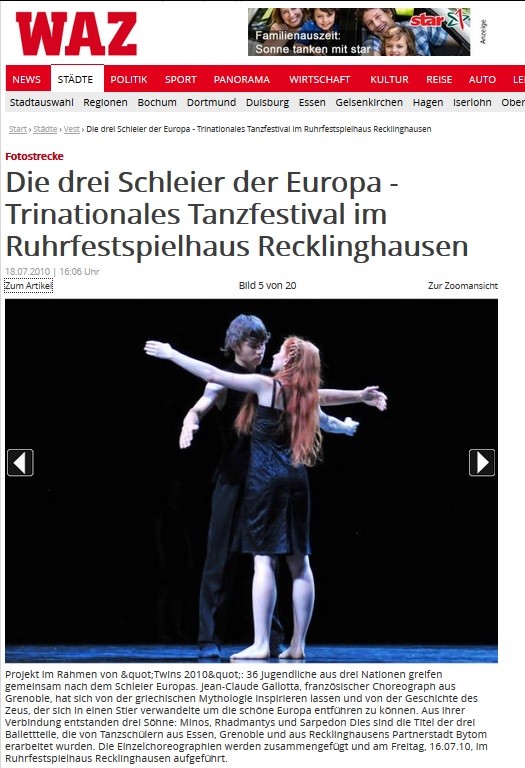 WAZ
Familienauszeit:
Sonne tanken mit star
star
Anzeige
NEWS STÄDTE POLITIK SPORT PANORAMA WIRTSCHAFT KULTUR REISE AUTO LE
Stadtauswahl Regionen Bochum Dortmund Duisburg Essen Gelsenkirchen Hagen Iserlohn Ober
Start › Städte › Vest › Die drei Schleier der Europa - Trinationales Tanzfestival im Ruhrfestspielhaus Recklinghausen
Fotostrecke
Die drei Schleier der Europa -
Trinationales Tanzfestival im
Ruhrfestspielhaus Recklinghausen
18.07.2010 | 16:06 Uhr
Zum Artikel Bild 5 von 20 Zur Zoomansicht
Projekt im Rahmen von &quot;Twins 2010&quot;: 36 Jugendliche aus drei Nationen greifen
gemeinsam nach dem Schleier Europas. Jean-Claude Gallotta, französischer Choreograph aus
Grenoble, hat sich von der griechischen Mythologie inspirieren lassen und von der Geschichte des
Zeus, der sich in einen Stier verwandelte um die schöne Europa entführen zu können. Aus ihrer
Verbindung entstanden drei Söhne: Minos, Rhadmantys und Sarpedon Dies sind die Titel der drei
Balletttteile, die von Tanzschülern aus Essen, Grenoble und aus Recklinghausens Partnerstadt Bytom
erarbeitet wurden. Die Einzelchoreographien werden zusammengefügt und am Freitag, 16.07.10, im
Ruhrfestspielhaus Recklinghausen aufgeführt.